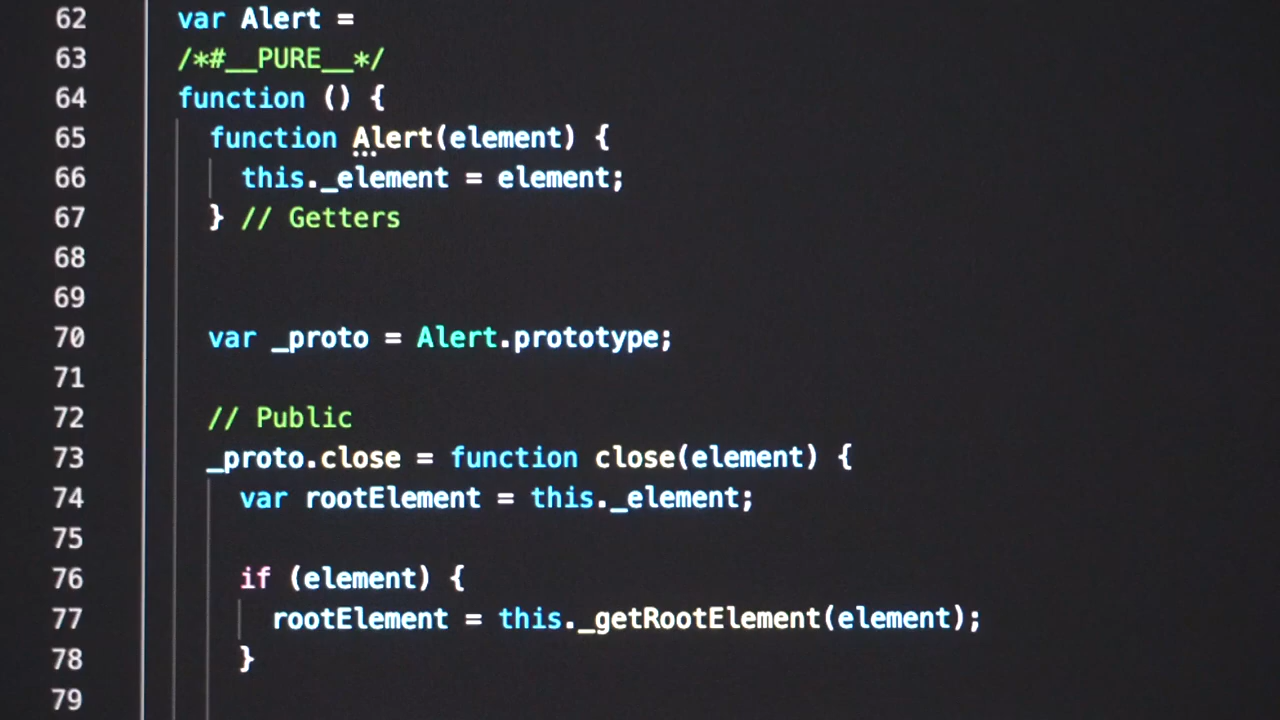 62 var Alert =
63 /*#__PURE__*/
64 function () {
65 function Alert(element) {
66 this._element = element;
67 } // Getters
68
69
70 var _proto = Alert.prototype;
71
72 // Public
73 _proto.close = function close(element) {
74 var rootElement = this._element;
75
76 if (element) {
77 rootElement = this._getRootElement(element);
78 }
79